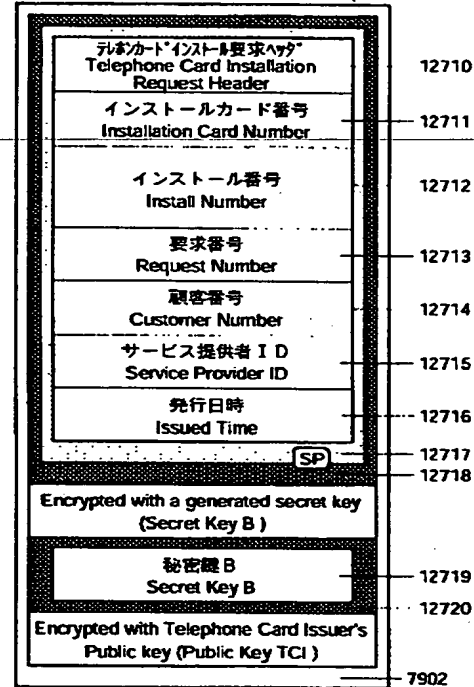 テレホンカードインストール要求ヘッダ
Telephone Card Installation
Request Header
12710
インストールカード番号
Installation Card Number
12711
インストール番号
Install Number
12712
要求番号
Request Number
12713
顧客番号
Customer Number
12714
サービス提供者ID
Service Provider ID
12715
発行日時
Issued Time
12716
SP
12717
12718
Encrypted with a generated secret key
(Secret Key B )
秘密鍵B
Secret Key B
12719
12720
Encrypted with Telephone Card Issuer's
Public key (Public Key TCI )
7902